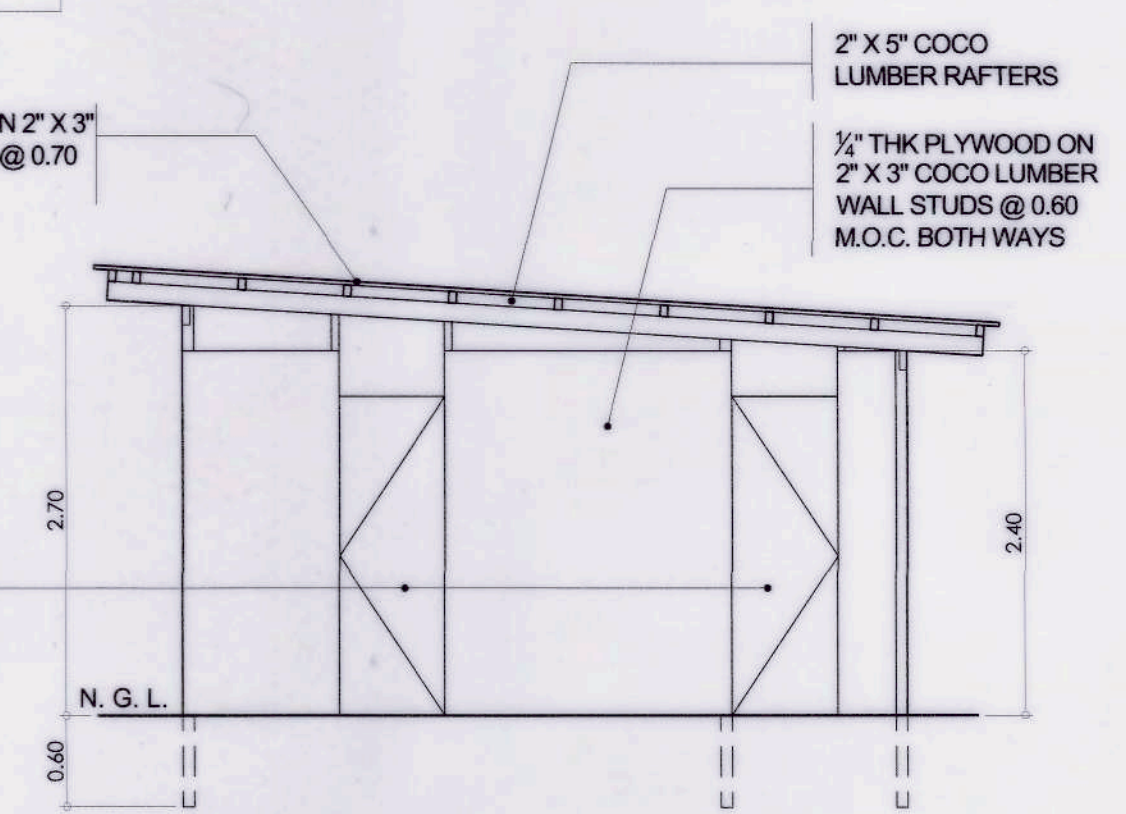 2" X 5" COCO
LUMBER RAFTERS
N 2" X 3"
@ 0.70
¼" THK PLYWOOD ON
2" X 3" COCO LUMBER
WALL STUDS @ 0.60
M.O.C. BOTH WAYS
2.70
2.40
N. G. L.
0.60